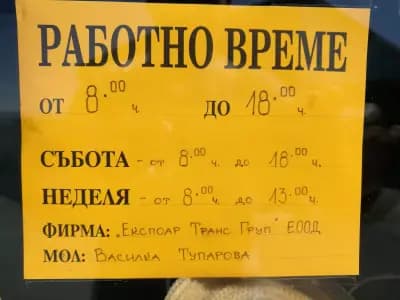 РАБОТНО ВРЕМЕ
ОТ 8.00 ч. ДО 18.00 ч.
СЪБОТА - от 8.00 ч. до 18.00 ч.
НЕДЕЛЯ - от 8.00 ч. до 13.00 ч.
ФИРМА: „Експоар Транс Груп" ЕООД
МОЛ: Василка Тупарова